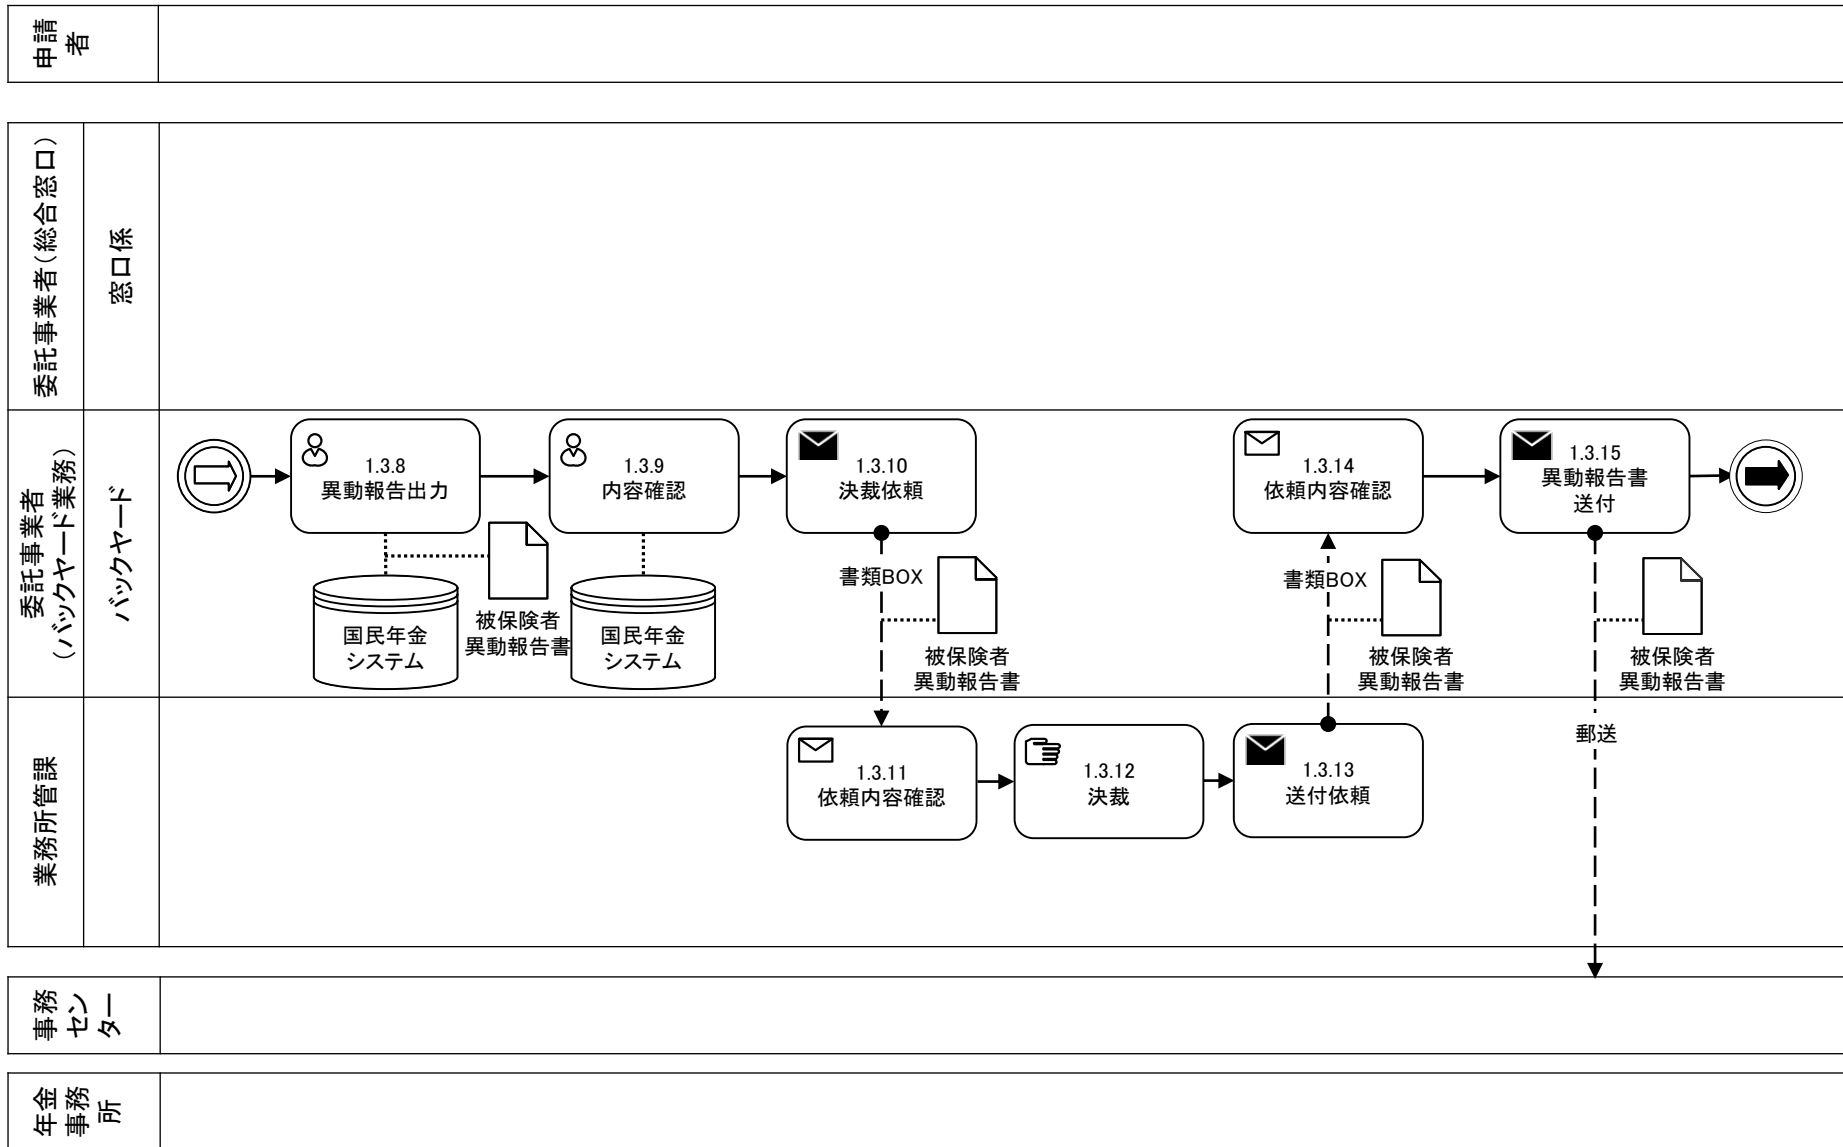 申請
者
委託事業者（総合窓口）
窓口係
委託事業者
（バックヤード業務）
バックヤード
1.3.8
異動報告出力
1.3.9
内容確認
1.3.10
決裁依頼
1.3.14
依頼内容確認
1.3.15
異動報告書
送付
国民年金
システム
被保険者
異動報告書
国民年金
システム
書類BOX
被保険者
異動報告書
書類BOX
被保険者
異動報告書
被保険者
異動報告書
業務所管課
1.3.11
依頼内容確認
1.3.12
決裁
1.3.13
送付依頼
郵送
事務
セン
ター
年金
事務
所